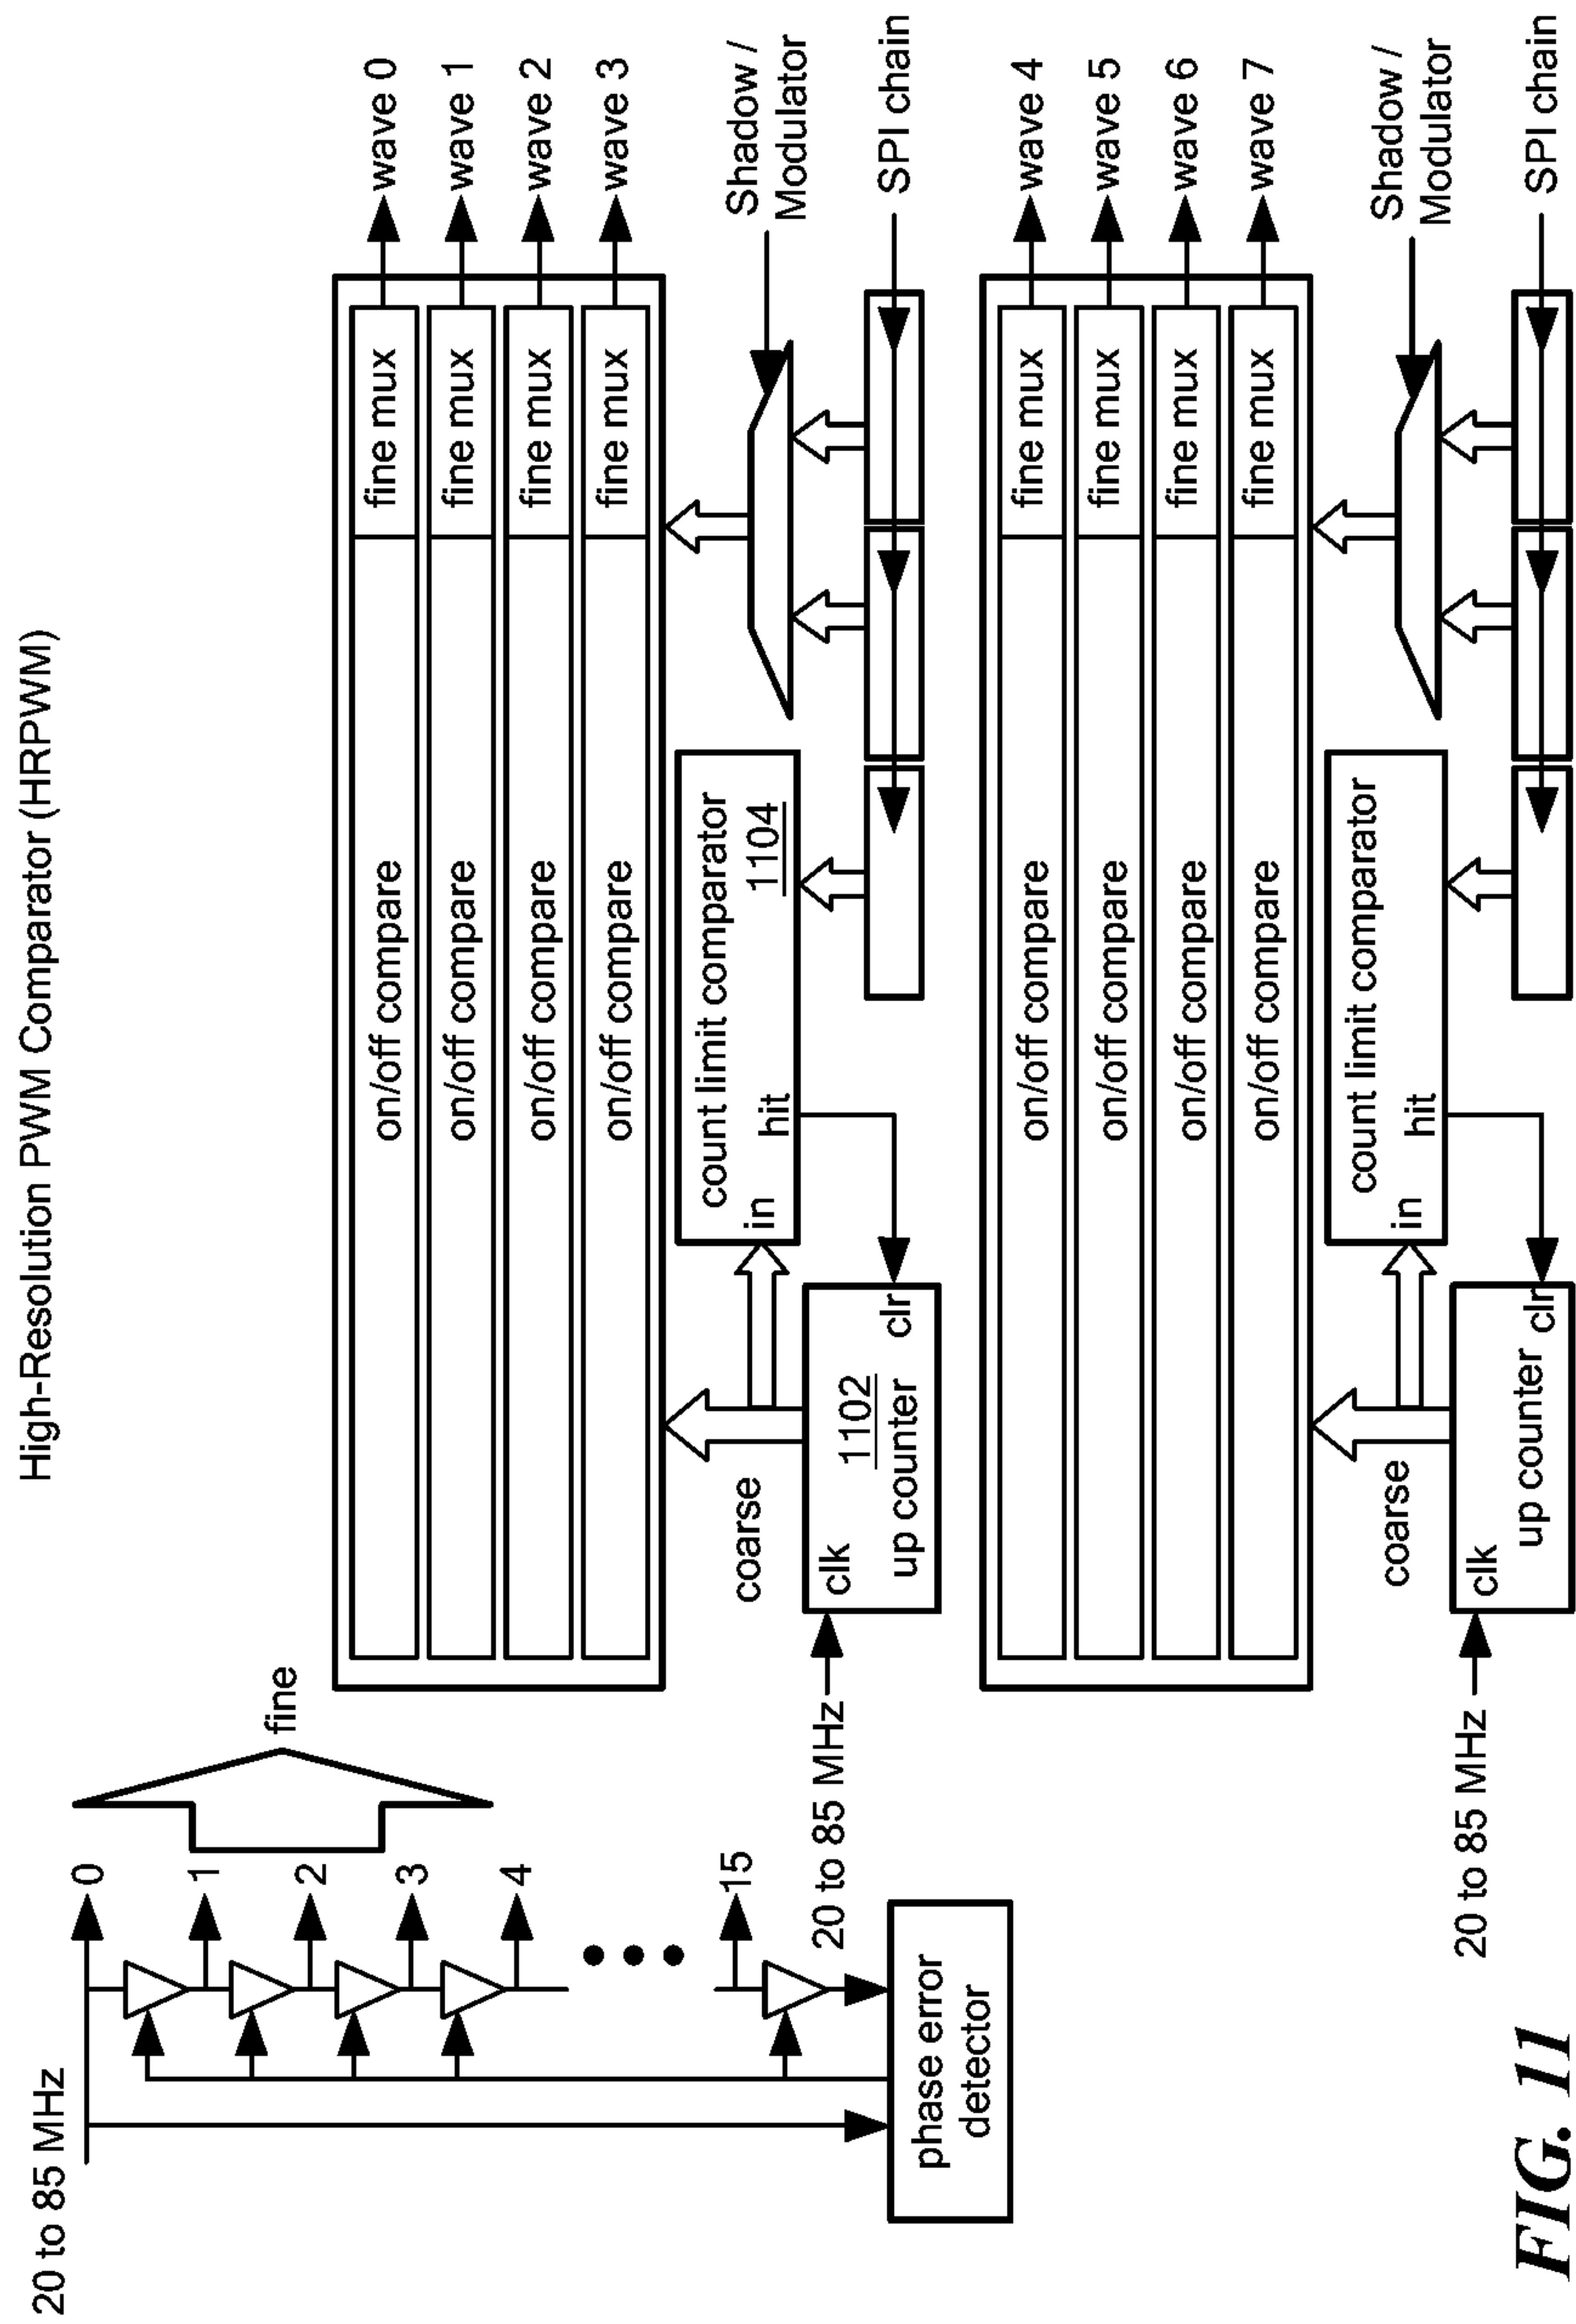 High-Resolution PWM Comparator (HRPWM)
20 to 85 MHz
0
1
2
3
4
15
fine
phase error
detector
on/off compare
fine mux
wave 0
on/off compare
fine mux
wave 1
on/off compare
fine mux
wave 2
on/off compare
fine mux
wave 3
coarse
count limit comparator
1104
in
hit
Shadow /
Modulator
20 to 85 MHz
clk
1102
up counter
clr
SPI chain
on/off compare
fine mux
wave 4
on/off compare
fine mux
wave 5
on/off compare
fine mux
wave 6
on/off compare
fine mux
wave 7
coarse
count limit comparator
in
hit
Shadow /
Modulator
20 to 85 MHz
clk
up counter
clr
SPI chain
FIG. 11